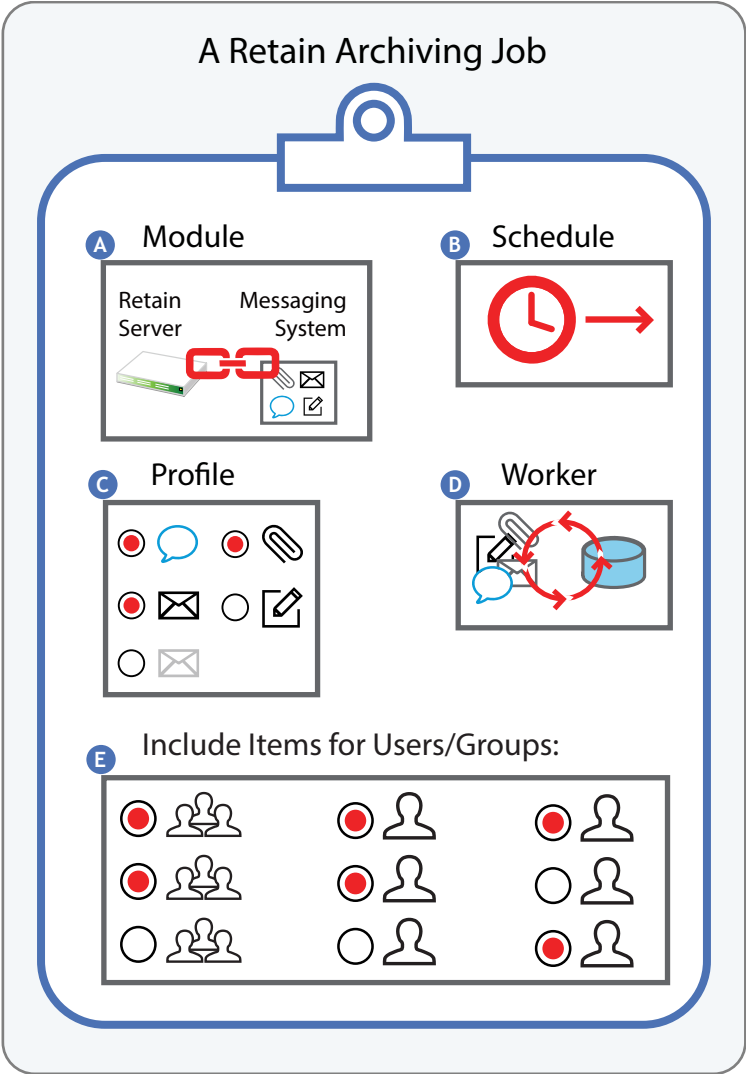 A Retain Archiving Job
A Module
B Schedule
Retain
Server
Messaging
System
C Profile
D Worker
E Include Items for Users/Groups: